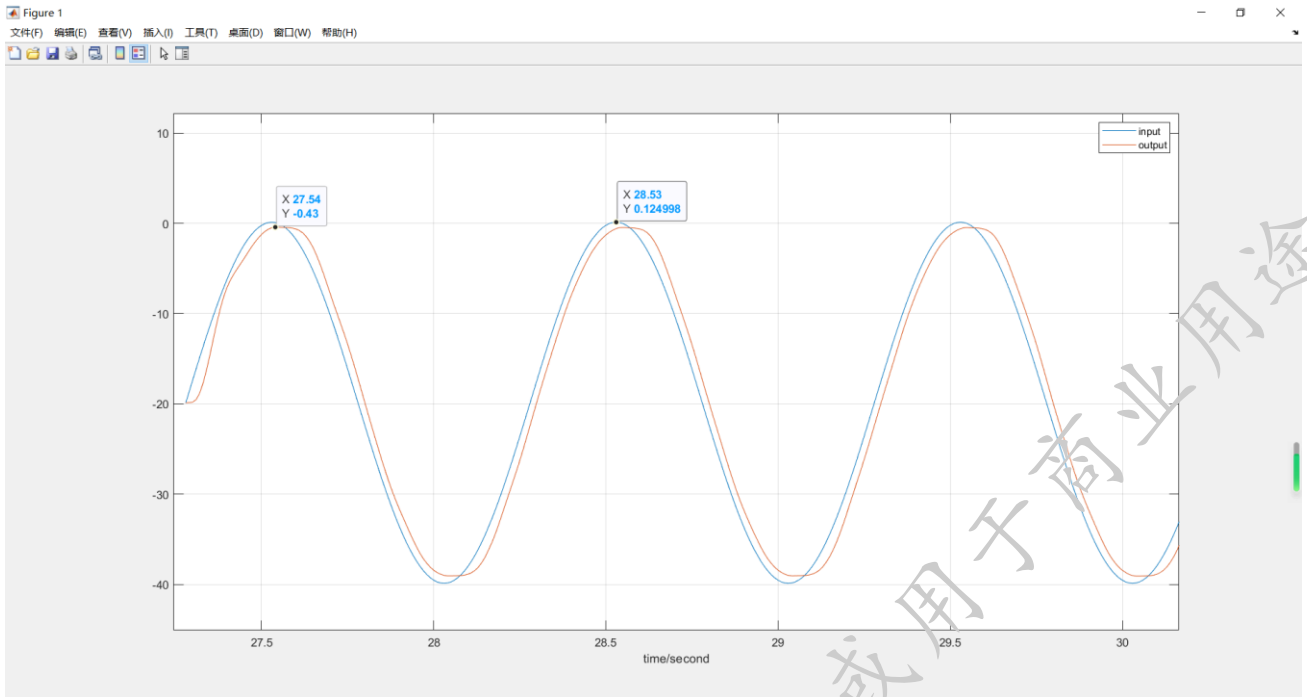 Figure 1
文件(F) 编辑(E) 查看(V) 插入(I) 工具(T) 桌面(D) 窗口(W) 帮助(H)
input
output
X 27.54
Y -0.43
X 28.53
Y 0.124998
10
0
-10
-20
-30
-40
27.5 28 28.5 29 29.5 30
time/second
或用于商业用途